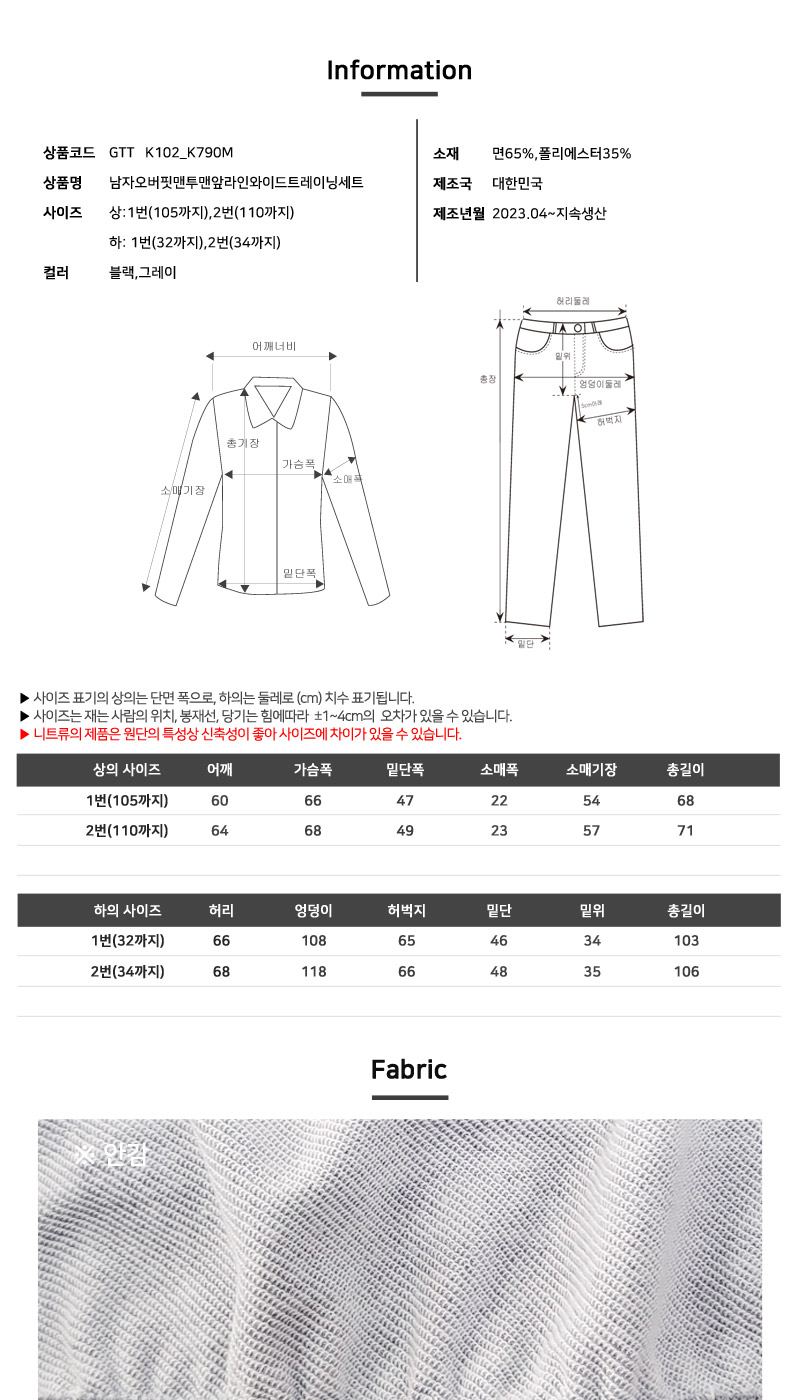 Information
상품코드 GTT K102_K790M
상품명 남자오버핏맨투맨앞라인와이드트레이닝세트
사이즈 상:1번(105까지),2번(110까지)
하: 1번(32까지),2번(34까지)
컬러 블랙,그레이
소재 면65%,폴리에스터35%
제조국 대한민국
제조년월 2023.04~지속생산
어깨너비
총기장
가슴폭
소매폭
소매기장
밑단폭
허리둘레
밑위
총장
엉덩이둘레
5cm아래
허벅지
밑단
▶ 사이즈 표기의 상의는 단면 폭으로, 하의는 둘레로 (cm) 치수 표기됩니다.
▶ 사이즈는 재는 사람의 위치, 봉재선, 당기는 힘에따라 ±1~4cm의 오차가 있을 수 있습니다.
▶ 니트류의 제품은 원단의 특성상 신축성이 좋아 사이즈에 차이가 있을 수 있습니다.
상의 사이즈 어깨 가슴폭 밑단폭 소매폭 소매기장 총길이
1번(105까지) 60 66 47 22 54 68
2번(110까지) 64 68 49 23 57 71
하의 사이즈 허리 엉덩이 허벅지 밑단 밑위 총길이
1번(32까지) 66 108 65 46 34 103
2번(34까지) 68 118 66 48 35 106
Fabric
※ 안감